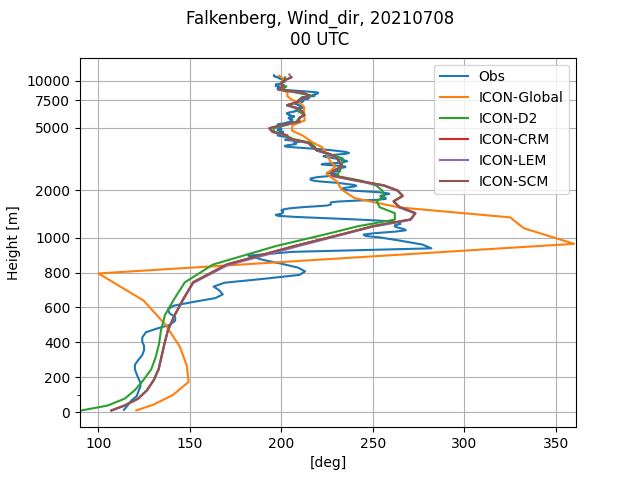 Falkenberg, Wind_dir, 20210708
00 UTC
Obs
ICON-Global
ICON-D2
ICON-CRM
ICON-LEM
ICON-SCM
10000
7500
5000
2000
1000
800
600
400
200
0
Height [m]
100
150
200
250
300
350
[deg]